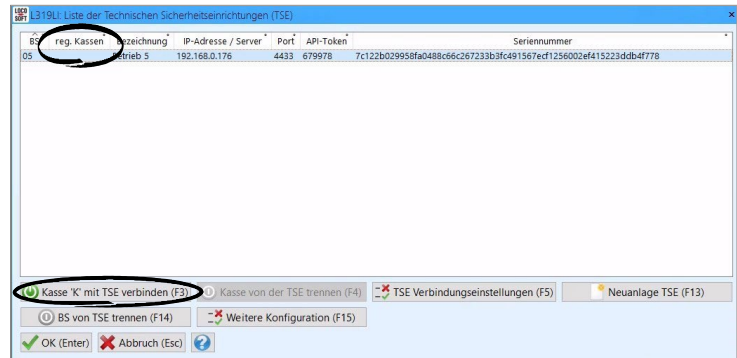 LOCO
SOFT
L319LI: Liste der Technischen Sicherheitseinrichtungen (TSE)
BS reg. Kassen Bezeichnung IP-Adresse / Server Port API-Token Seriennummer
05 Betrieb 5 192.168.0.176 4433 679978 7c122b029958fa0488c66c267233b3fc491567ecf1256002ef415223ddb4f778
Kasse 'K' mit TSE verbinden (F3) Kasse von der TSE trennen (F4) TSE Verbindungseinstellungen (F5) Neuanlage TSE (F13)
BS von TSE trennen (F14) Weitere Konfiguration (F15)
OK (Enter) Abbruch (Esc) ?